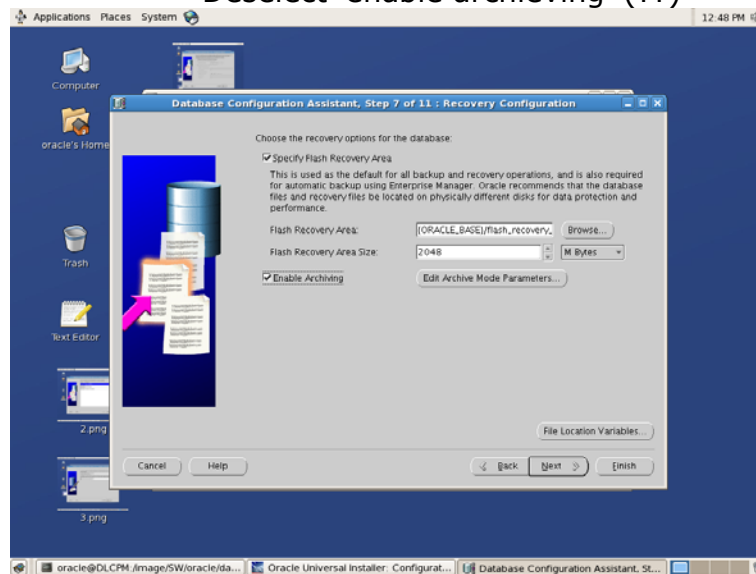 Deselect "enable archieving" (??)
Applications Places System
12:48 PM
Computer
Database Configuration Assistant, Step 7 of 11 : Recovery Configuration
oracle's Home
Choose the recovery options for the database:
Specify Flash Recovery Area
This is used as the default for all backup and recovery operations, and is also required
for automatic backup using Enterprise Manager. Oracle recommends that the database
files and recovery files be located on physically different disks for data protection and
performance.
Flash Recovery Area:
{ORACLE_BASE}/flash_recovery_
Browse...
Flash Recovery Area Size:
2048
M Bytes
Trash
Enable Archiving
Edit Archive Mode Parameters...
Text Editor
2.png
File Location Variables...
Cancel
Help
Back
Next
Finish
3.png
oracle@DLCPM:/image/SW/oracle/da...
Oracle Universal Installer: Configurat...
Database Configuration Assistant, St...